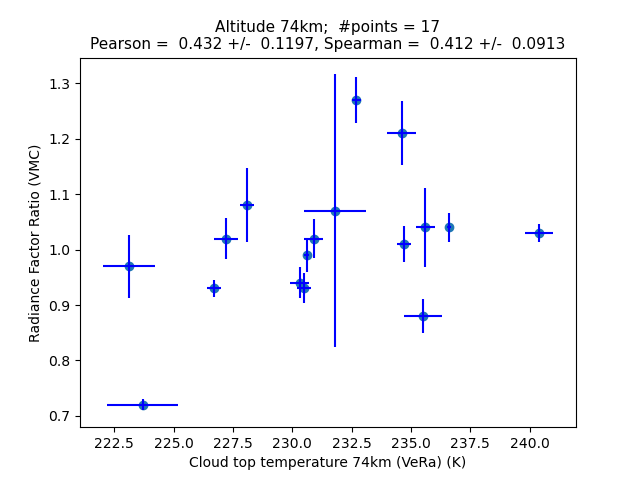 Altitude 74km;  #points = 17
Pearson =  0.432 +/-  0.1197, Spearman =  0.412 +/-  0.0913
Radiance Factor Ratio (VMC)
1.3
1.2
1.1
1.0
0.9
0.8
0.7
222.5 225.0 227.5 230.0 232.5 235.0 237.5 240.0
Cloud top temperature 74km (VeRa) (K)